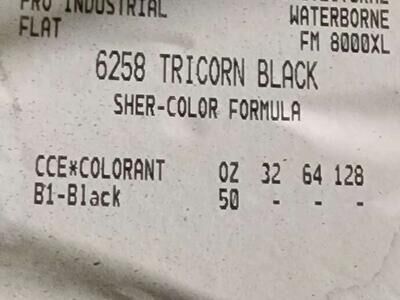 PRO INDUSTRIAL
WATERBORNE
FLAT
FM 8000XL
6258 TRICORN BLACK
SHER-COLOR FORMULA
CCE*COLORANT OZ 32 64 128
B1-Black 50 - - -